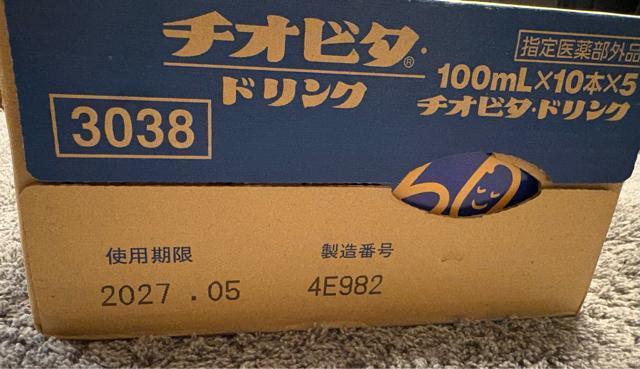 チオビタ®
ドリンク
指定医薬部外品
100mL×10本×5
チオビタ・ドリンク
3038
使用期限
製造番号
2027 .05
4E982